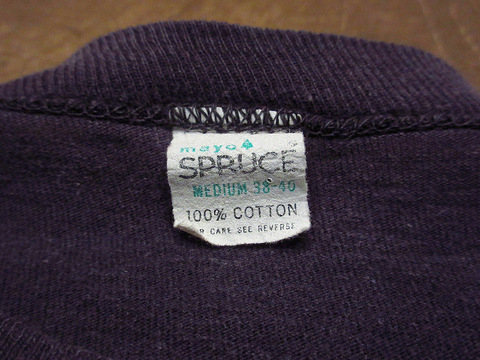 mayo
SPRUCE
MEDIUM 38-40
100% COTTON
R CARE SEE REVERSE